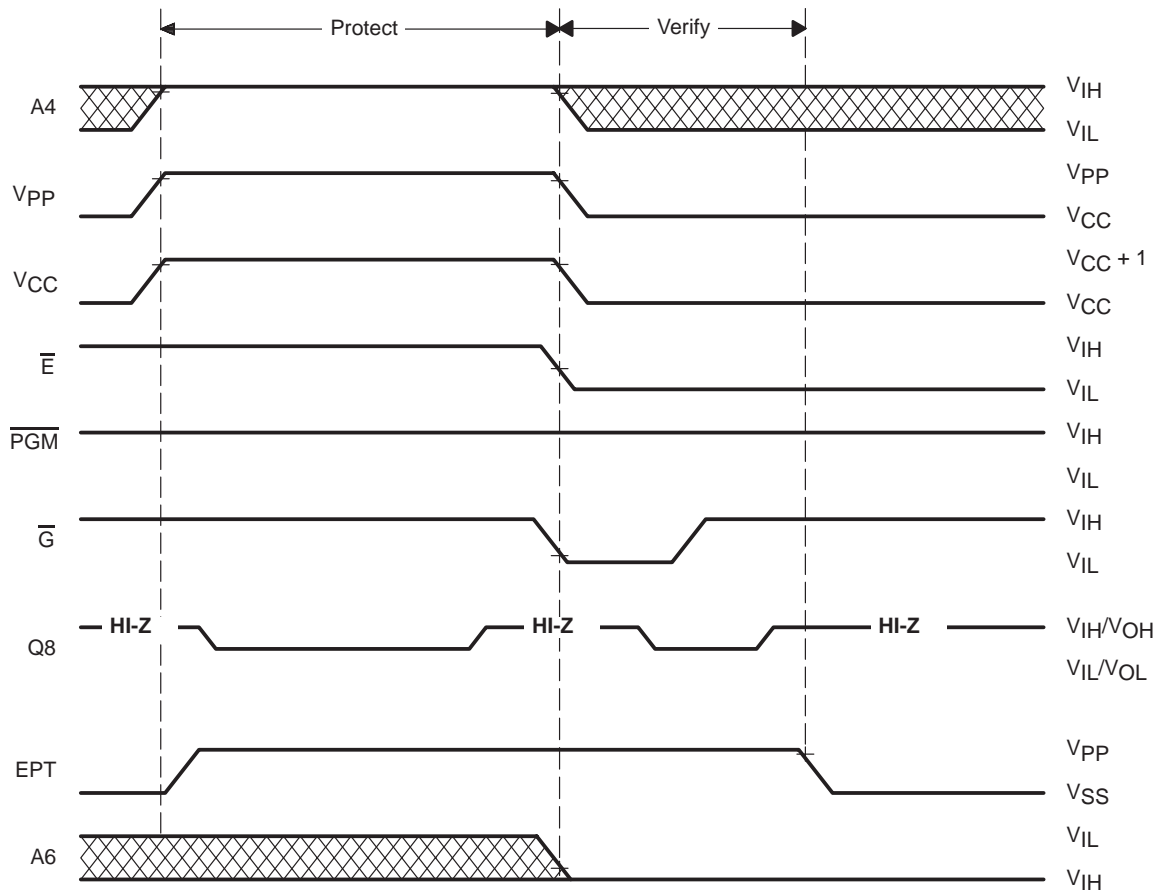 Protect
Verify
A4
VIH
VIL
VPP
VPP
VCC
VCC
VCC + 1
VCC
E
VIH
VIL
PGM
VIH
VIL
G
VIH
VIL
Q8
HI-Z
HI-Z
HI-Z
VIH/VOH
VIL/VOL
EPT
VPP
VSS
A6
VIL
VIH